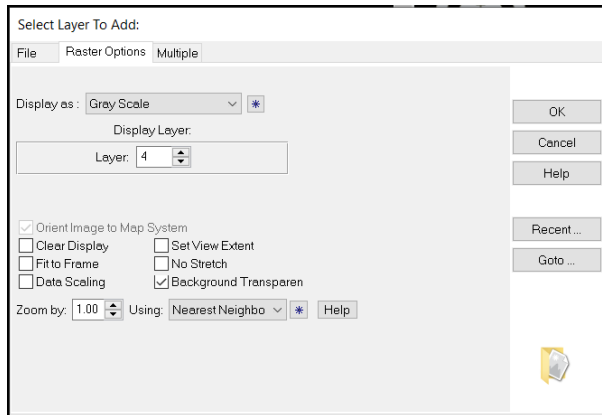 Select Layer To Add:
File Raster Options Multiple
Display as : Gray Scale
OK
Display Layer:
Cancel
Layer: 4
Help
Orient Image to Map System
Recent ...
Clear Display Set View Extent
Fit to Frame No Stretch
Goto ...
Data Scaling Background Transparen
Zoom by: 1.00 Using: Nearest Neighbo Help